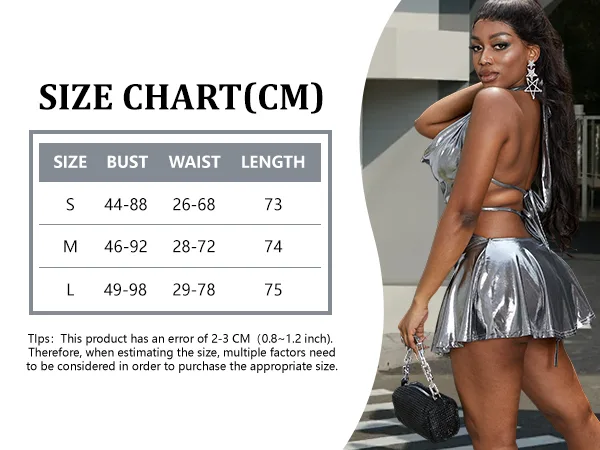 SIZE CHART(CM)
SIZE BUST WAIST LENGTH
S 44-88 26-68 73
M 46-92 28-72 74
L 49-98 29-78 75
TIps：This product has an error of 2-3 CM（0.8~1.2 inch).
Therefore, when estimating the size, multiple factors need
to be considered in order to purchase the appropriate size.